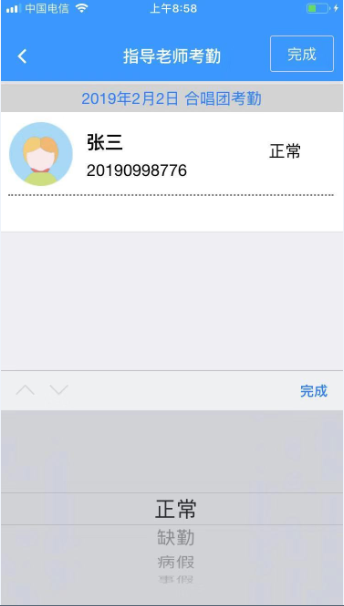 中国电信 上午8:58
指导老师考勤 完成
2019年2月2日 合唱团考勤
张三
正常
20190998776
完成
正常
缺勤
病假
事假